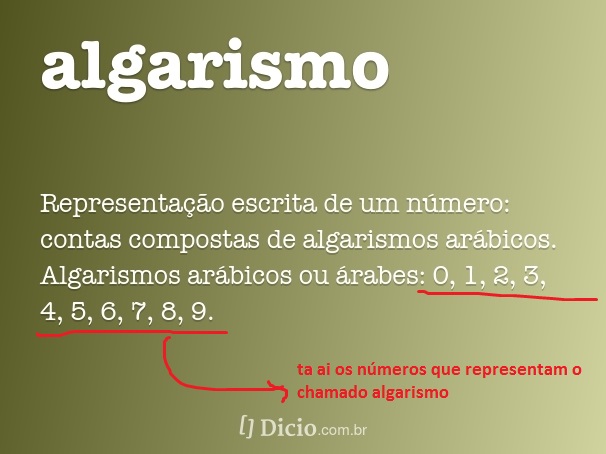 algarismo
Representação escrita de um número:
contas compostas de algarismos arábicos.
Algarismos arábicos ou árabes: 0, 1, 2, 3,
4, 5, 6, 7, 8, 9.
ta ai os números que representam o
chamado algarismo
[] Dicio.com.br